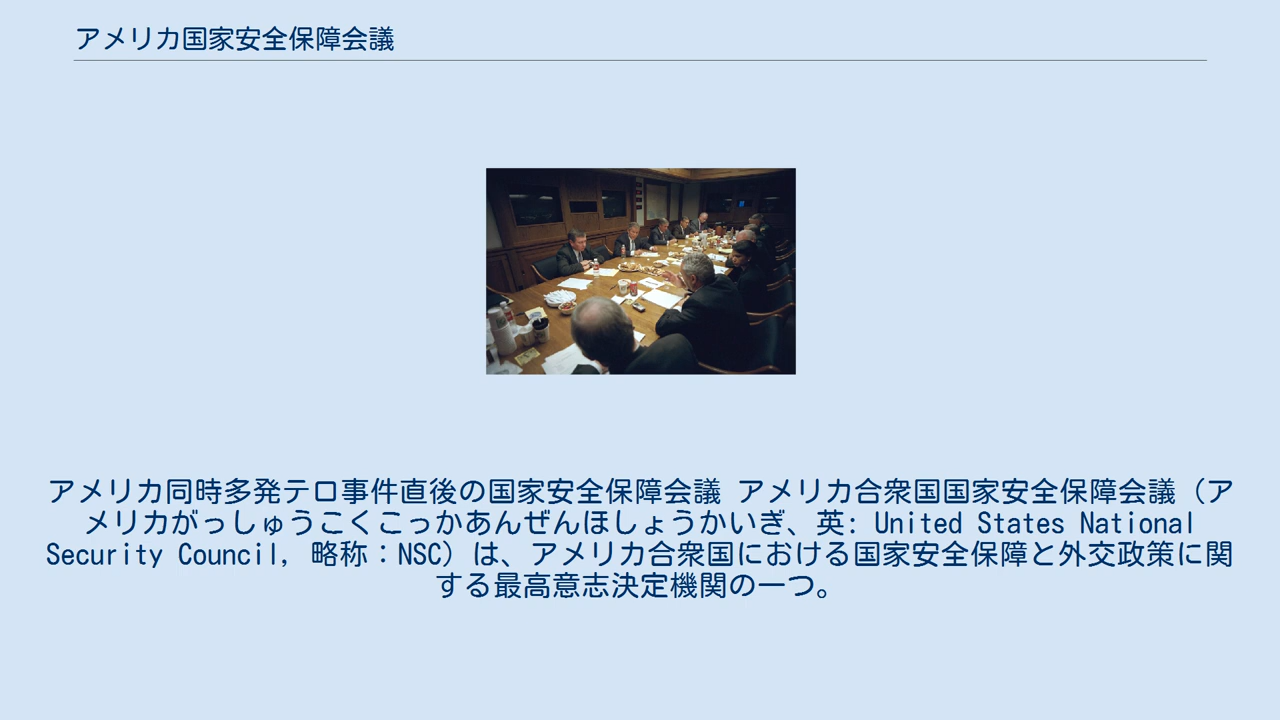 アメリカ国家安全保障会議
アメリカ同時多発テロ事件直後の国家安全保障会議 アメリカ合衆国国家安全保障会議（ア
メリカがっしゅうこくこっかあんぜんほしょうかいぎ、英: United States National
Security Council, 略称：NSC）は、アメリカ合衆国における国家安全保障と外交政策に関
する最高意志決定機関の一つ。